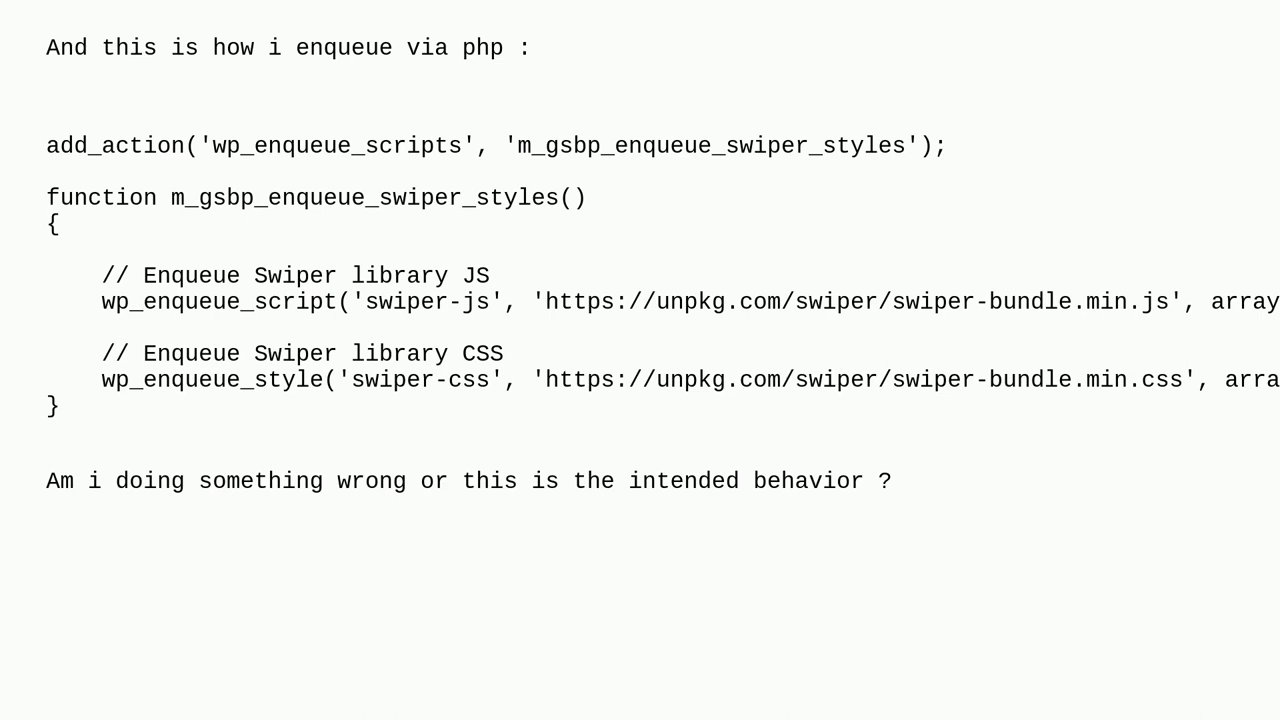 And this is how i enqueue via php :
add_action('wp_enqueue_scripts', 'm_gsbp_enqueue_swiper_styles');
function m_gsbp_enqueue_swiper_styles()
{
// Enqueue Swiper library JS
wp_enqueue_script('swiper-js', 'https://unpkg.com/swiper/swiper-bundle.min.js', array
// Enqueue Swiper library CSS
wp_enqueue_style('swiper-css', 'https://unpkg.com/swiper/swiper-bundle.min.css', arra
}
Am i doing something wrong or this is the intended behavior ?